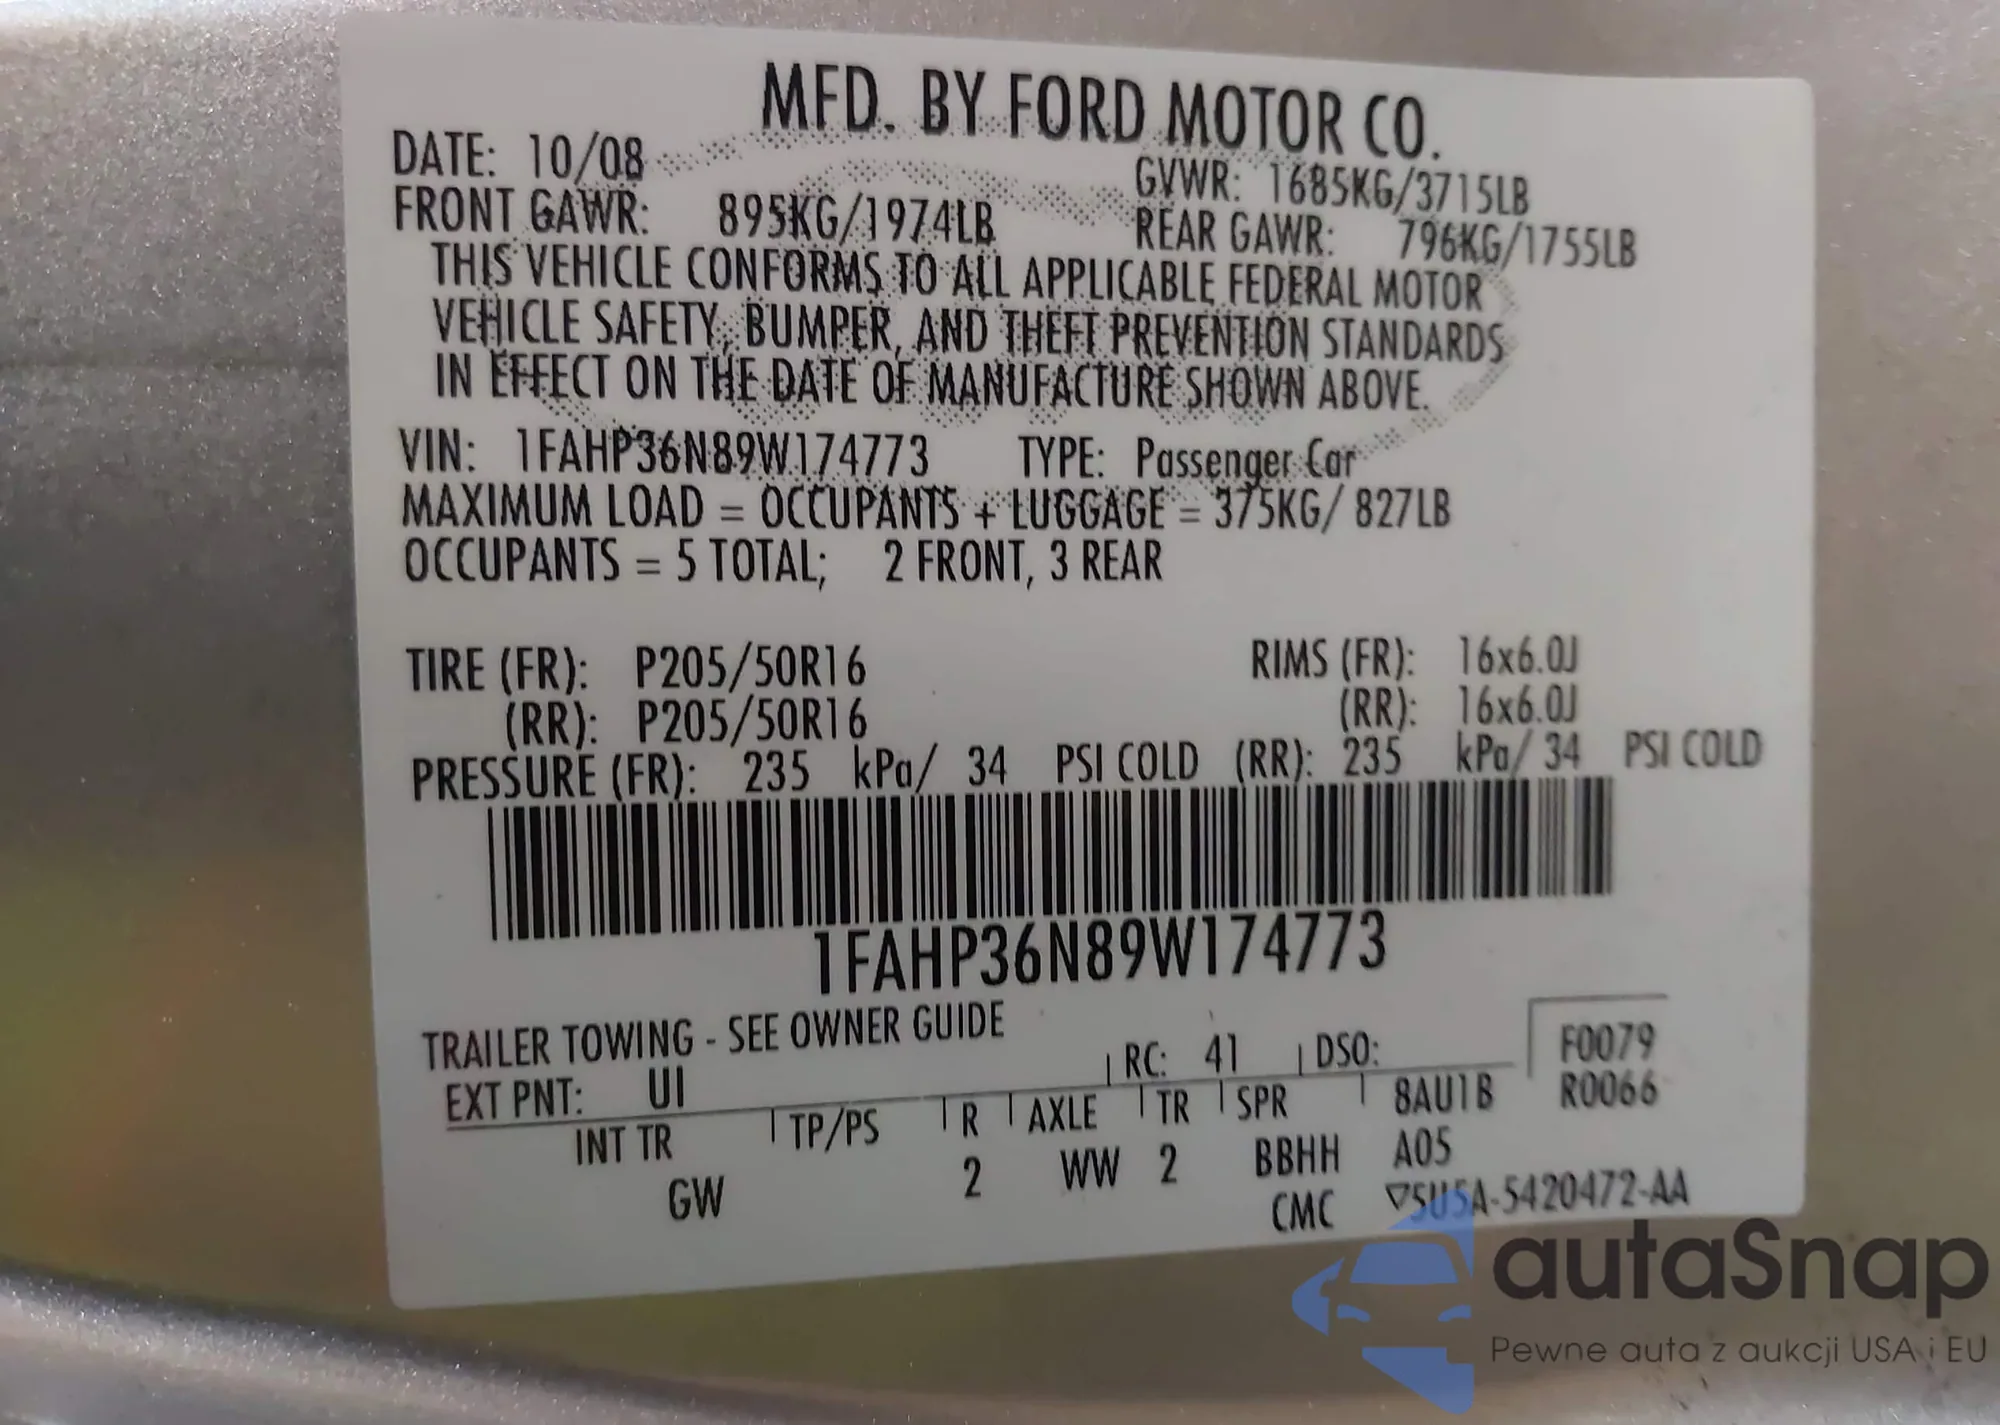 MFD. BY FORD MOTOR CO.
DATE: 10/08 GVWR: 1685KG/3715LB
FRONT GAWR: 895KG/1974LB REAR GAWR: 796KG/1755LB
THIS VEHICLE CONFORMS TO ALL APPLICABLE FEDERAL MOTOR
VEHICLE SAFETY, BUMPER, AND THEFT PREVENTION STANDARDS
IN EFFECT ON THE DATE OF MANUFACTURE SHOWN ABOVE.
VIN: 1FAHP36N89W174773 TYPE: Passenger Car
MAXIMUM LOAD = OCCUPANTS + LUGGAGE = 375KG/ 827LB
OCCUPANTS = 5 TOTAL; 2 FRONT, 3 REAR
TIRE (FR): P205/50R16 RIMS (FR): 16x6.0J
(RR): P205/50R16 (RR): 16x6.0J
PRESSURE (FR): 235 kPa/ 34 PSI COLD (RR): 235 kPa/ 34 PSI COLD
1FAHP36N89W174773
TRAILER TOWING - SEE OWNER GUIDE
EXT PNT: UI RC: 41 DSO: F0079
INT TR TP/PS R AXLE TR SPR 8AU1B R0066
GW 2 WW 2 BBHH A05
CMC ▽5U5A-5420472-AA
autaSnap
Pewne auta z aukcji USA i EU